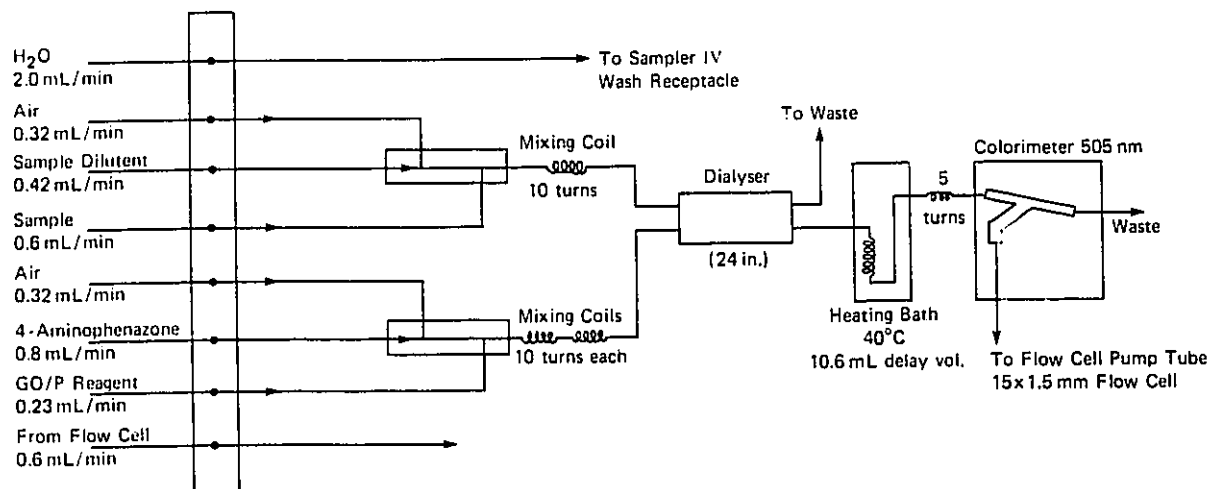 H2O
2.0 mL/min
To Sampler IV
Wash Receptacle
Air
0.32 mL/min
To Waste
Mixing Coil
Colorimeter 505 nm
Sample Dilutent
0.42 mL/min
10 turns
Dialyser
5
turns
Sample
0.6 mL/min
Waste
(24 in.)
Air
0.32 mL/min
Mixing Coils
Heating Bath
40°C
10.6 mL delay vol.
4-Aminophenazone
0.8 mL/min
10 turns each
To Flow Cell Pump Tube
15x1.5 mm Flow Cell
GO/P Reagent
0.23 mL/min
From Flow Cell
0.6 mL/min